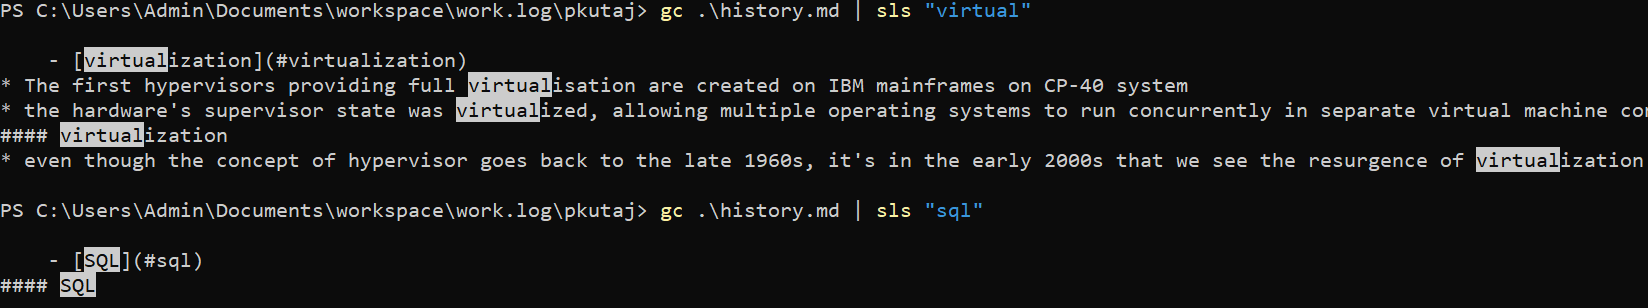 PS C:\Users\Admin\Documents\workspace\work.log\pkutaj> gc .\history.md | sls "virtual"
- [virtualization](#virtualization)
* The first hypervisors providing full virtualisation are created on IBM mainframes on CP-40 system
* the hardware's supervisor state was virtualized, allowing multiple operating systems to run concurrently in separate virtual machine
#### virtualization
* even though the concept of hypervisor goes back to the late 1960s, it's in the early 2000s that we see the resurgence of virtualization
PS C:\Users\Admin\Documents\workspace\work.log\pkutaj> gc .\history.md | sls "sql"
- [SQL](#sql)
#### SQL